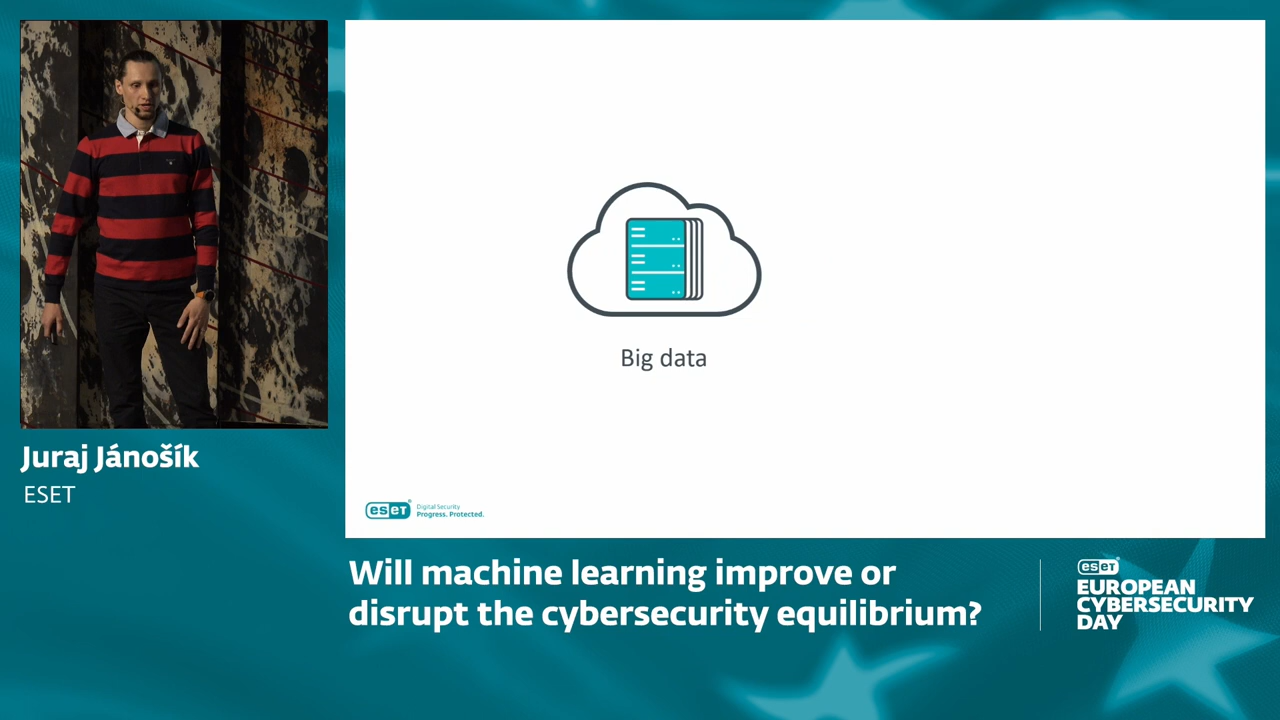 Juraj Jánošík
ESET
Big data
eset®
Digital Security
Progress. Protected.
Will machine learning improve or
disrupt the cybersecurity equilibrium?
eset®
EUROPEAN
CYBERSECURITY
DAY